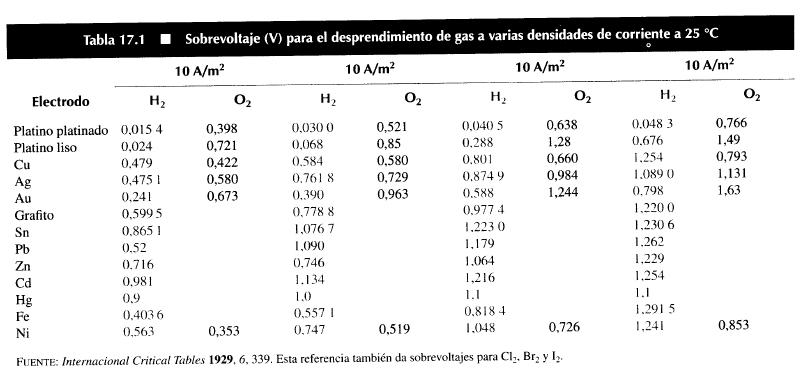 Tabla 17.1 ■ Sobrevoltaje (V) para el desprendimiento de gas a varias densidades de corriente a 25 °C
10 A/m² 10 A/m² 10 A/m² 10 A/m²
Electrodo H₂ O₂ H₂ O₂ H₂ O₂ H₂ O₂
Platino platinado 0,015 4 0,398 0,030 0 0,521 0,040 5 0,638 0,048 3 0,766
Platino liso 0,024 0,721 0,068 0,85 0,288 1,28 0,676 1,49
Cu 0,479 0,422 0,584 0,580 0,801 0,660 1,254 0,793
Ag 0,475 1 0,580 0,761 8 0,729 0,874 9 0,984 1,089 0 1,131
Au 0,241 0,673 0,390 0,963 0,588 1,244 0,798 1,63
Grafito 0,599 5 0,778 8 0,977 4 1,220 0
Sn 0,865 1 1,076 7 1,223 0 1,230 6
Pb 0,52 1,090 1,179 1,262
Zn 0,716 0,746 1,064 1,229
Cd 0,981 1,134 1,216 1,254
Hg 0,9 1,0 1,1 1,1
Fe 0,403 6 0,557 1 0,818 4 1,291 5
Ni 0,563 0,353 0,747 0,519 1,048 0,726 1,241 0,853
FUENTE: Internacional Critical Tables 1929, 6, 339. Esta referencia también da sobrevoltajes para Cl₂, Br₂ y I₂.